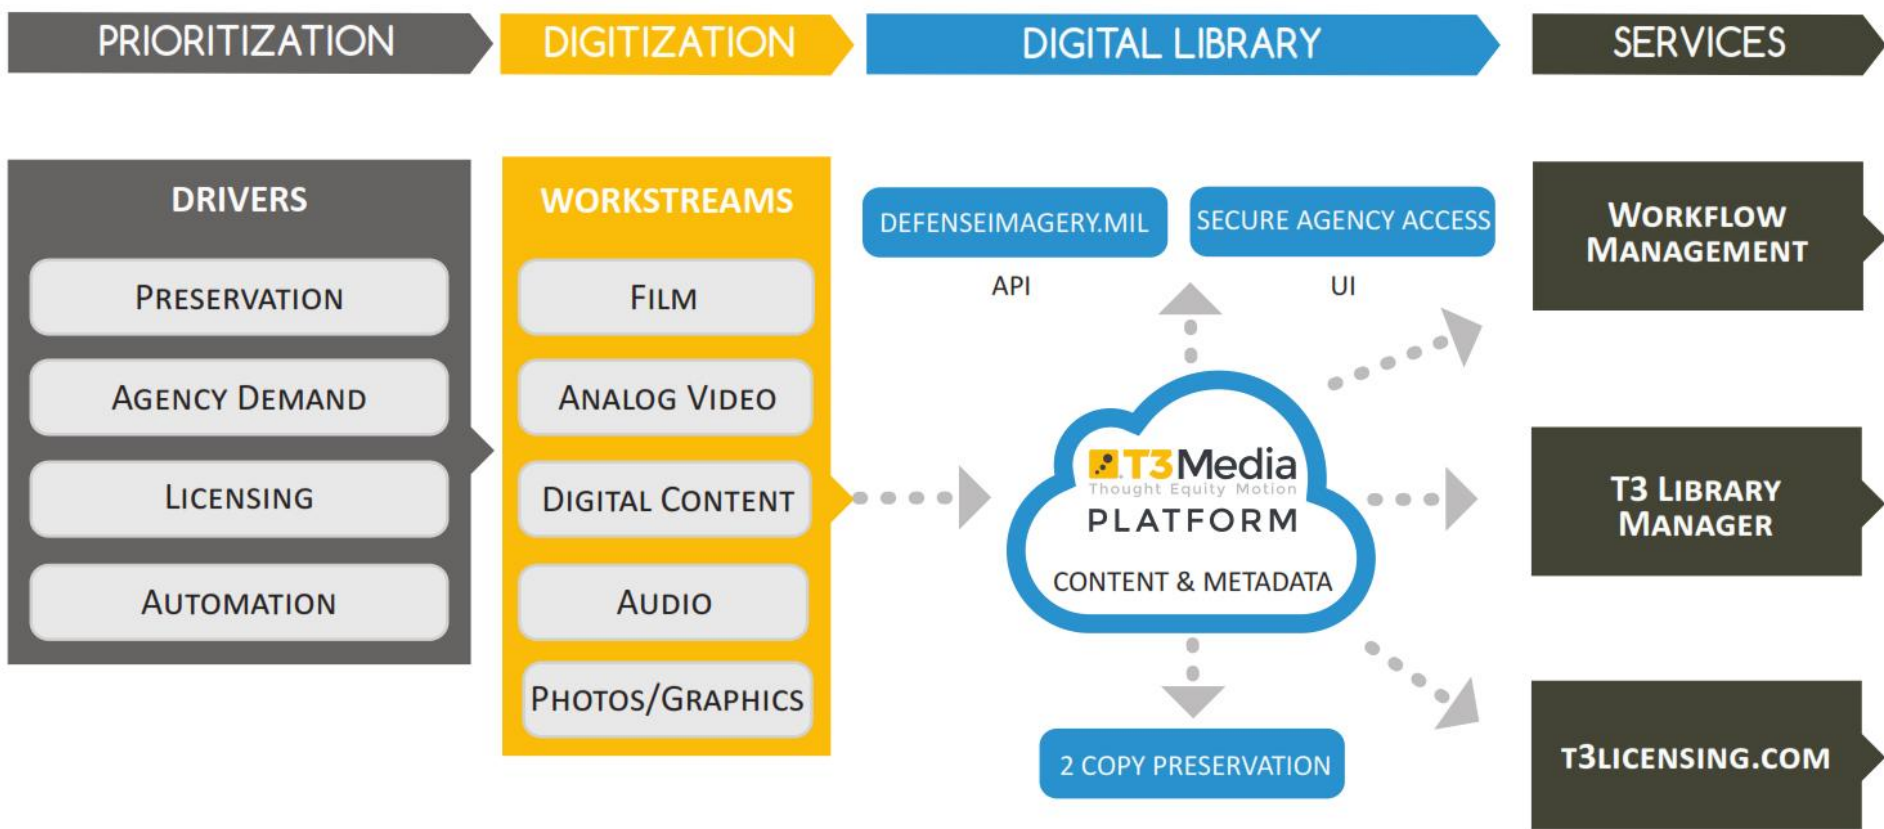 PRIORITIZATION
DIGITIZATION
DIGITAL LIBRARY
SERVICES
DRIVERS
PRESERVATION
AGENCY DEMAND
LICENSING
AUTOMATION
WORKSTREAMS
FILM
ANALOG VIDEO
DIGITAL CONTENT
AUDIO
PHOTOS/GRAPHICS
DEFENSEIMAGERY.MIL
SECURE AGENCY ACCESS
API
UI
T3Media
Thought Equity Motion
PLATFORM
CONTENT & METADATA
2 COPY PRESERVATION
WORKFLOW
MANAGEMENT
T3 LIBRARY
MANAGER
T3LICENSING.COM